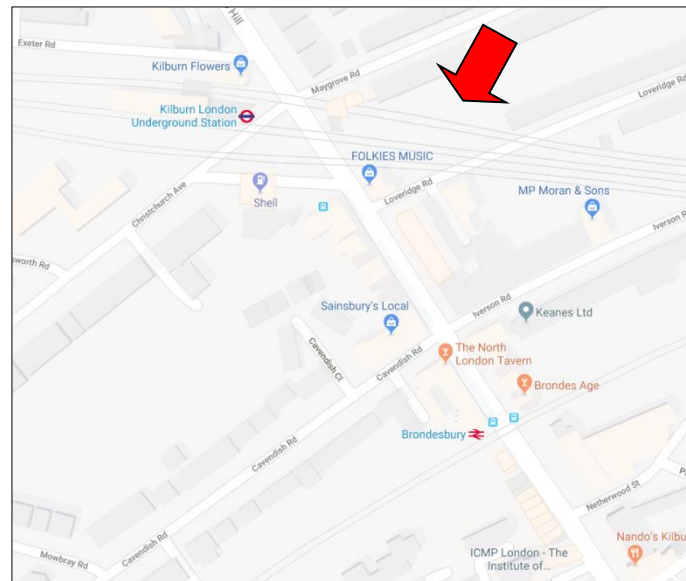 Hill
Exeter Rd
Kilburn Flowers
Maygrove Rd
Loveridge Rd
Kilburn London
Underground Station
FOLKIES MUSIC
Christchurch Ave
Shell
Loveridge Rd
MP Moran & Sons
Iverson Rd
sworth Rd
Iverson Rd
Sainsbury's Local
Keanes Ltd
Cavendish Cl
Cavendish Rd
The North
London Tavern
Brondes Age
Brondesbury
Cavendish Rd
Netherwood St
Nando's Kilbu
ICMP London - The
Institute of...
Mowbray Rd
Cavendish Rd